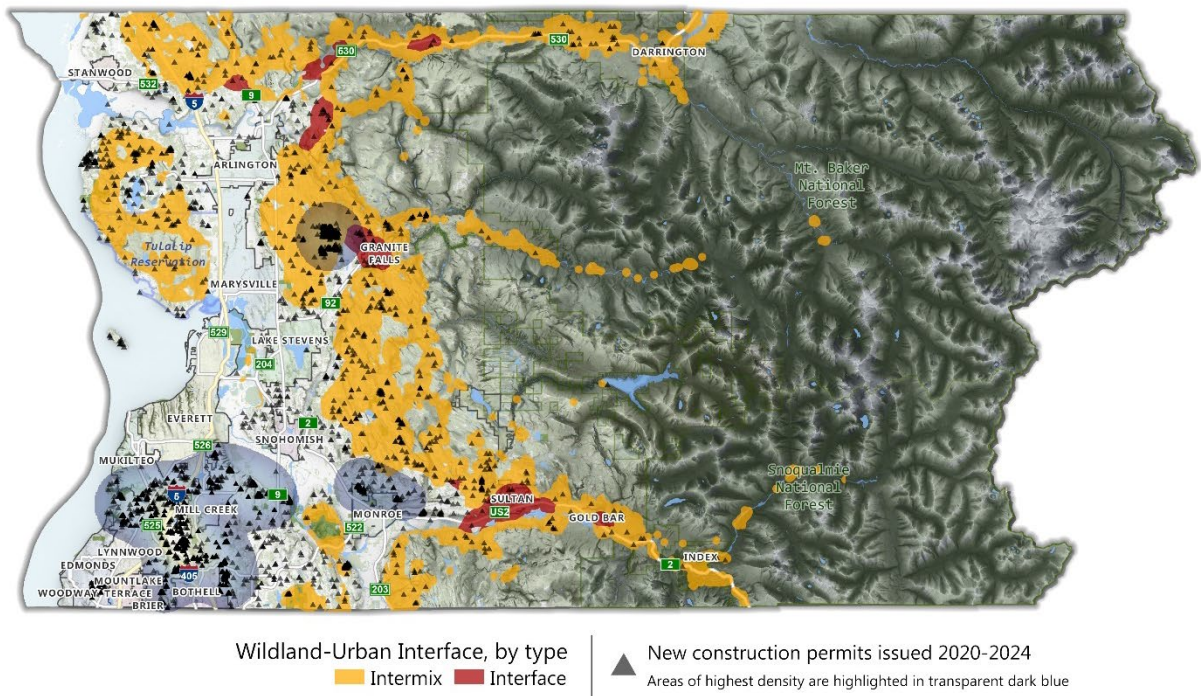 530
530
DARRINGTON
STANWOOD
532
5
9
ARLINGTON
Mt. Baker
National
Forest
Tulalip
Reservation
GRANITE
FALLS
MARYSVILLE
92
529
LAKE STEVENS
204
EVERETT
2
SNOHOMISH
526
MUKILTEO
Snoqualmie
National
Forest
5
9
SULTAN
US2
MILL CREEK
MONROE
GOLD BAR
525
522
LYNNWOOD
INDEX
EDMONDS
2
405
MOUNTLAKE
TERRACE
WOODWAY
BOTHELL
203
BRIER
Wildland-Urban Interface, by type
Intermix Interface
New construction permits issued 2020-2024
Areas of highest density are highlighted in transparent dark blue